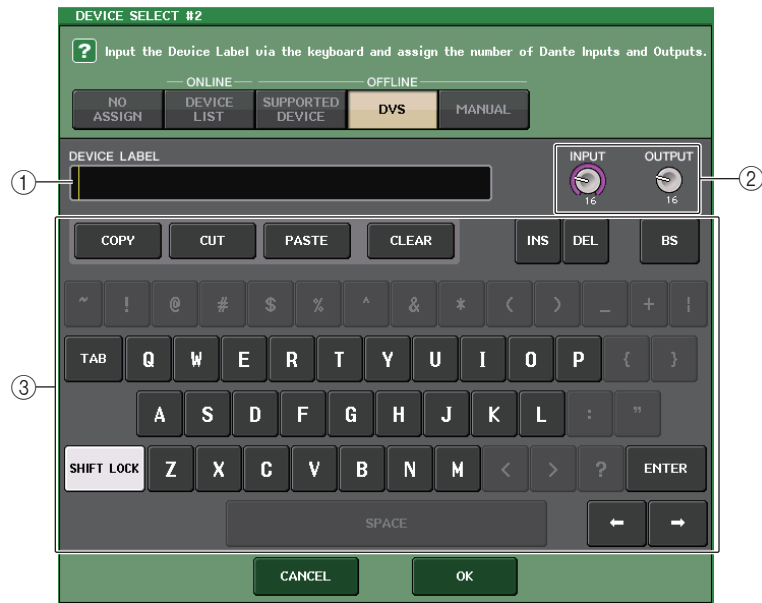 DEVICE SELECT #2
? Input the Device Label via the keyboard and assign the number of Dante Inputs and Outputs.
ONLINE OFFLINE
NO ASSIGN DEVICE LIST SUPPORTED DEVICE DVS MANUAL
DEVICE LABEL INPUT OUTPUT
1 2
16 16
COPY CUT PASTE CLEAR INS DEL BS
~ ! @ # $ % ^ & * ( ) _ + ¦
TAB Q W E R T Y U I O P { }
3
A S D F G H J K L : "
SHIFT LOCK Z X C V B N M < > ? ENTER
SPACE ← →
CANCEL OK